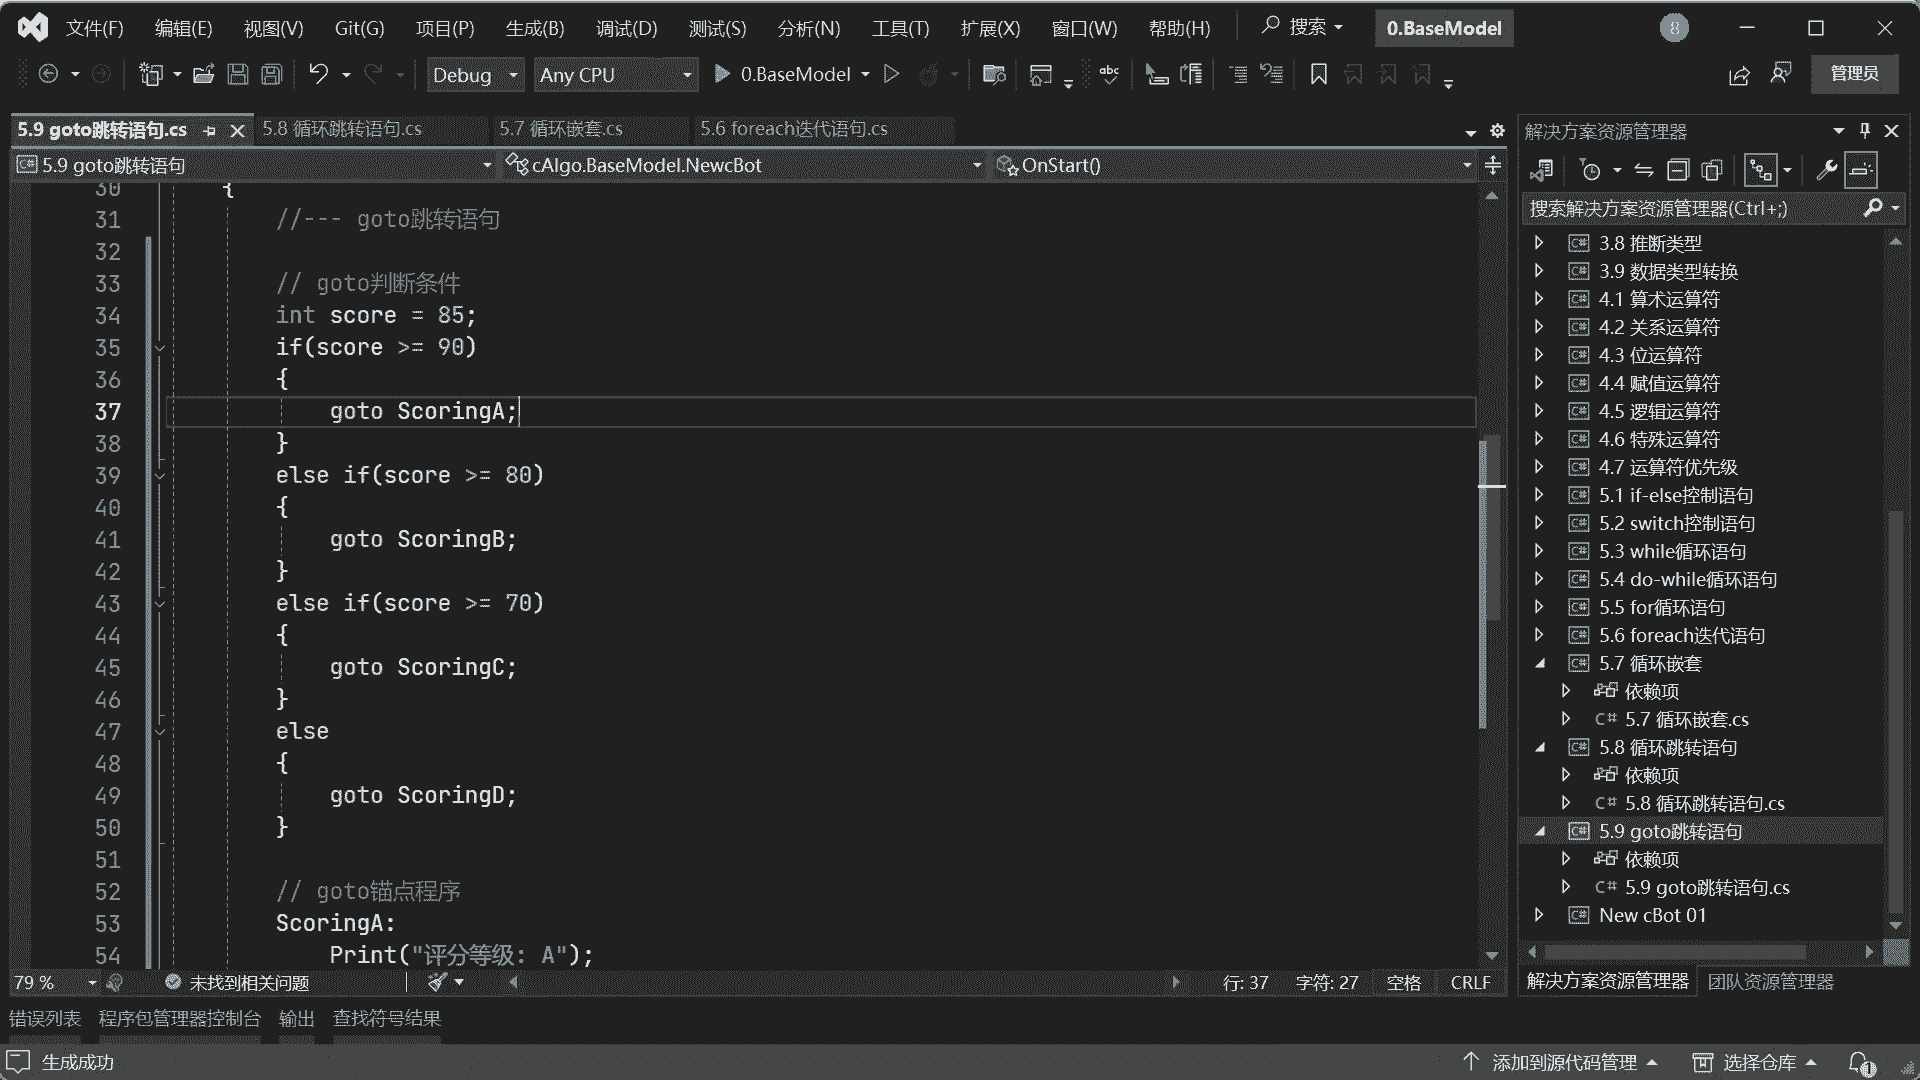 文件(F) 编辑(E) 视图(V) Git(G) 项目(P) 生成(B) 调试(D) 测试(S) 分析(N) 工具(T) 扩展(X) 窗口(W) 帮助(H) 搜索 0.BaseModel
Debug Any CPU 0.BaseModel 管理员
5.9 goto跳转语句.cs 5.8 循环跳转语句.cs 5.7 循环嵌套.cs 5.6 foreach迭代语句.cs
5.9 goto跳转语句 cAlgo.BaseModel.NewcBot OnStart()
30 {
31 //--- goto跳转语句
32
33 // goto判断条件
34 int score = 85;
35 if(score >= 90)
36 {
37 goto ScoringA;
38 }
39 else if(score >= 80)
40 {
41 goto ScoringB;
42 }
43 else if(score >= 70)
44 {
45 goto ScoringC;
46 }
47 else
48 {
49 goto ScoringD;
50 }
51
52 // goto锚点程序
53 ScoringA:
54 Print("评分等级: A");
79 % 未找到相关问题 行: 37 字符: 27 空格 CRLF
错误列表 程序包管理器控制台 输出 查找符号结果
解决方案资源管理器
搜索解决方案资源管理器(Ctrl+;)
3.8 推断类型
3.9 数据类型转换
4.1 算术运算符
4.2 关系运算符
4.3 位运算符
4.4 赋值运算符
4.5 逻辑运算符
4.6 特殊运算符
4.7 运算符优先级
5.1 if-else控制语句
5.2 switch控制语句
5.3 while循环语句
5.4 do-while循环语句
5.5 for循环语句
5.6 foreach迭代语句
5.7 循环嵌套
依赖项
C# 5.7 循环嵌套.cs
5.8 循环跳转语句
依赖项
C# 5.8 循环跳转语句.cs
5.9 goto跳转语句
依赖项
C# 5.9 goto跳转语句.cs
New cBot 01
解决方案资源管理器 团队资源管理器
生成成功 添加到源代码管理 选择仓库 1